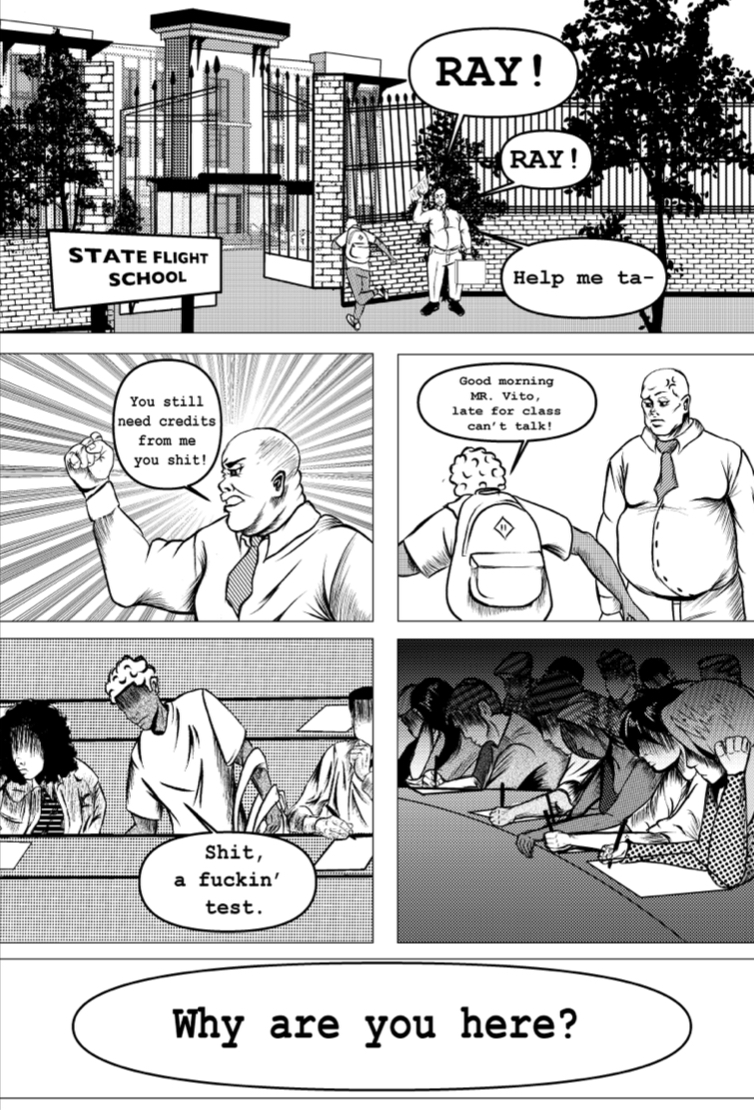 RAY!
RAY!
Help me ta-
STATE FLIGHT
SCHOOL
You still
need credits
from me
you shit!
Good morning
MR. Vito,
late for class
can't talk!
Shit,
a fuckin'
test.
Why are you here?